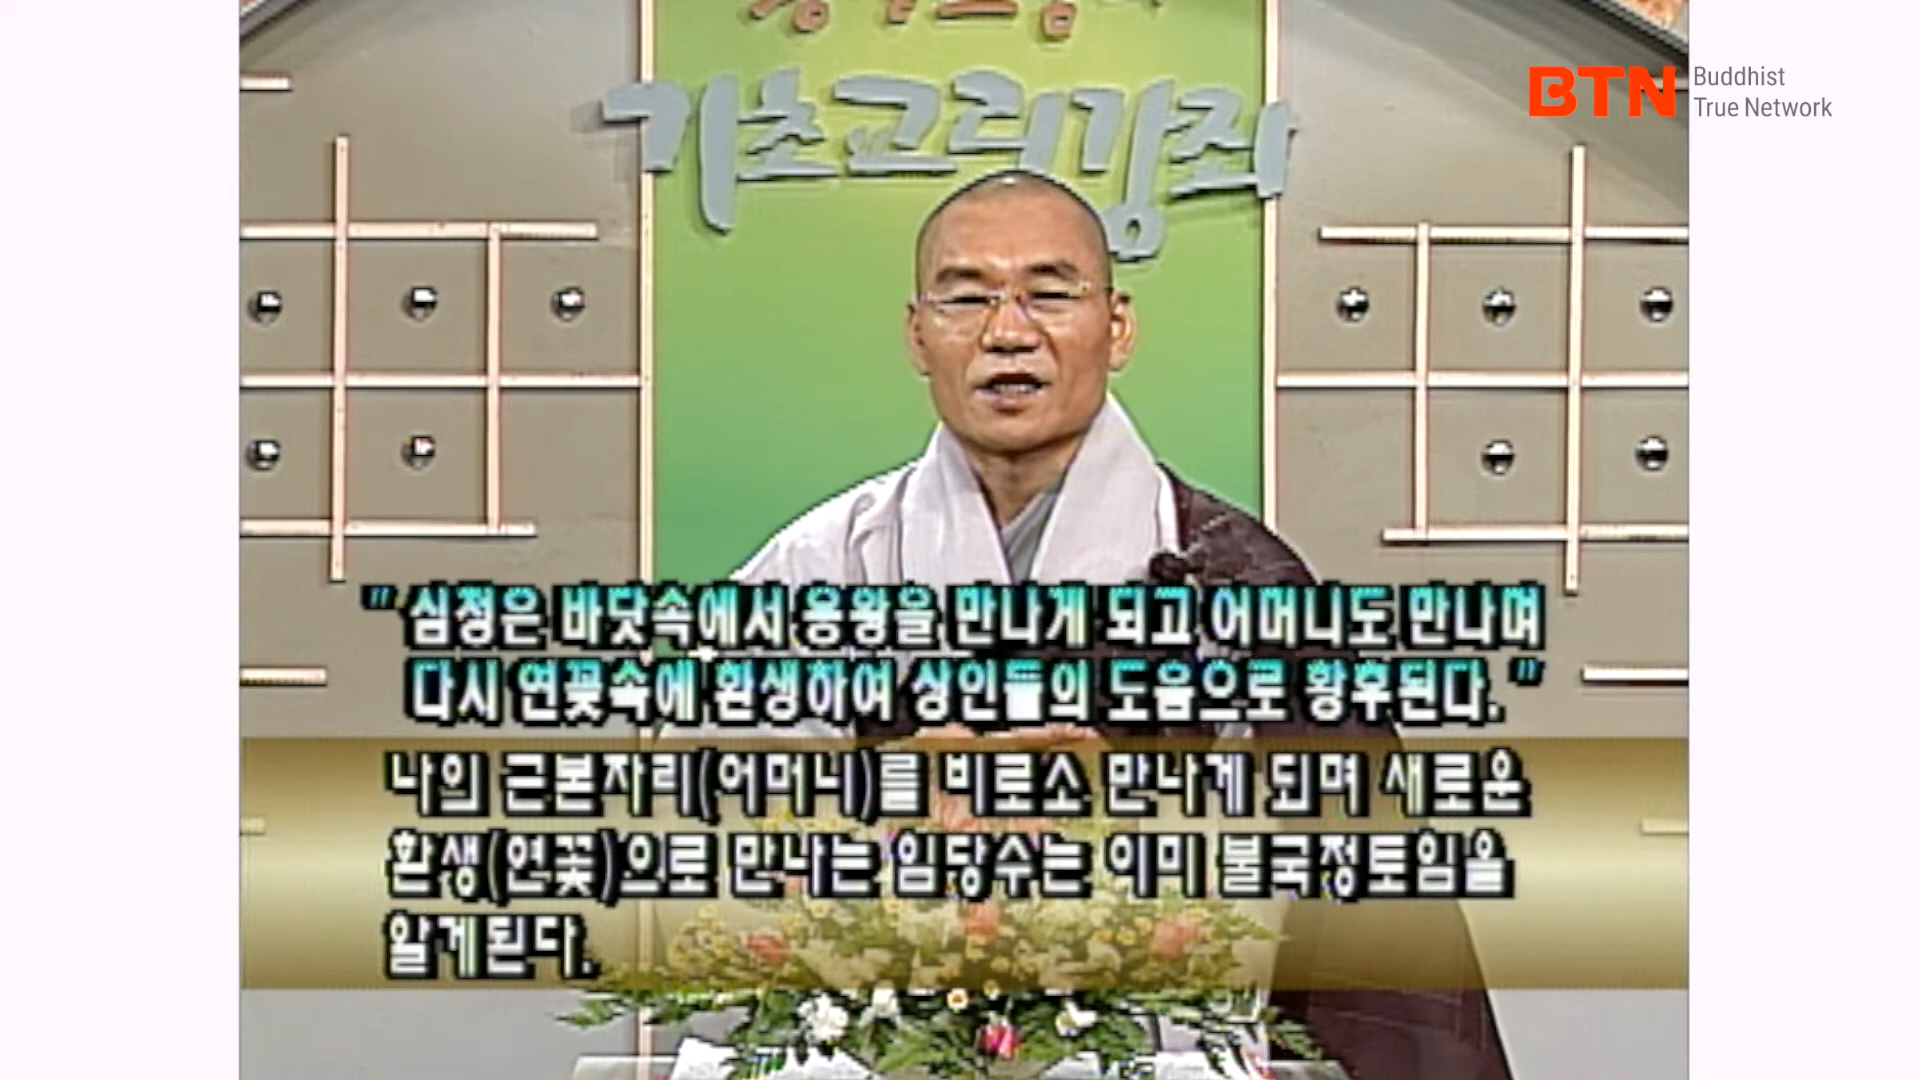 기초교리강좌
BTN Buddhist
True Network
"심정은 바닷속에서 용왕을 만나게 되고 어머니도 만나며
다시 연꽃속에 환생하여 상인들의 도움으로 황후된다."
나의 근본자리(어머니)를 비로소 만나게 되며 새로운
환생(연꽃)으로 만나는 임당수는 이미 불국정토임을
알게된다.